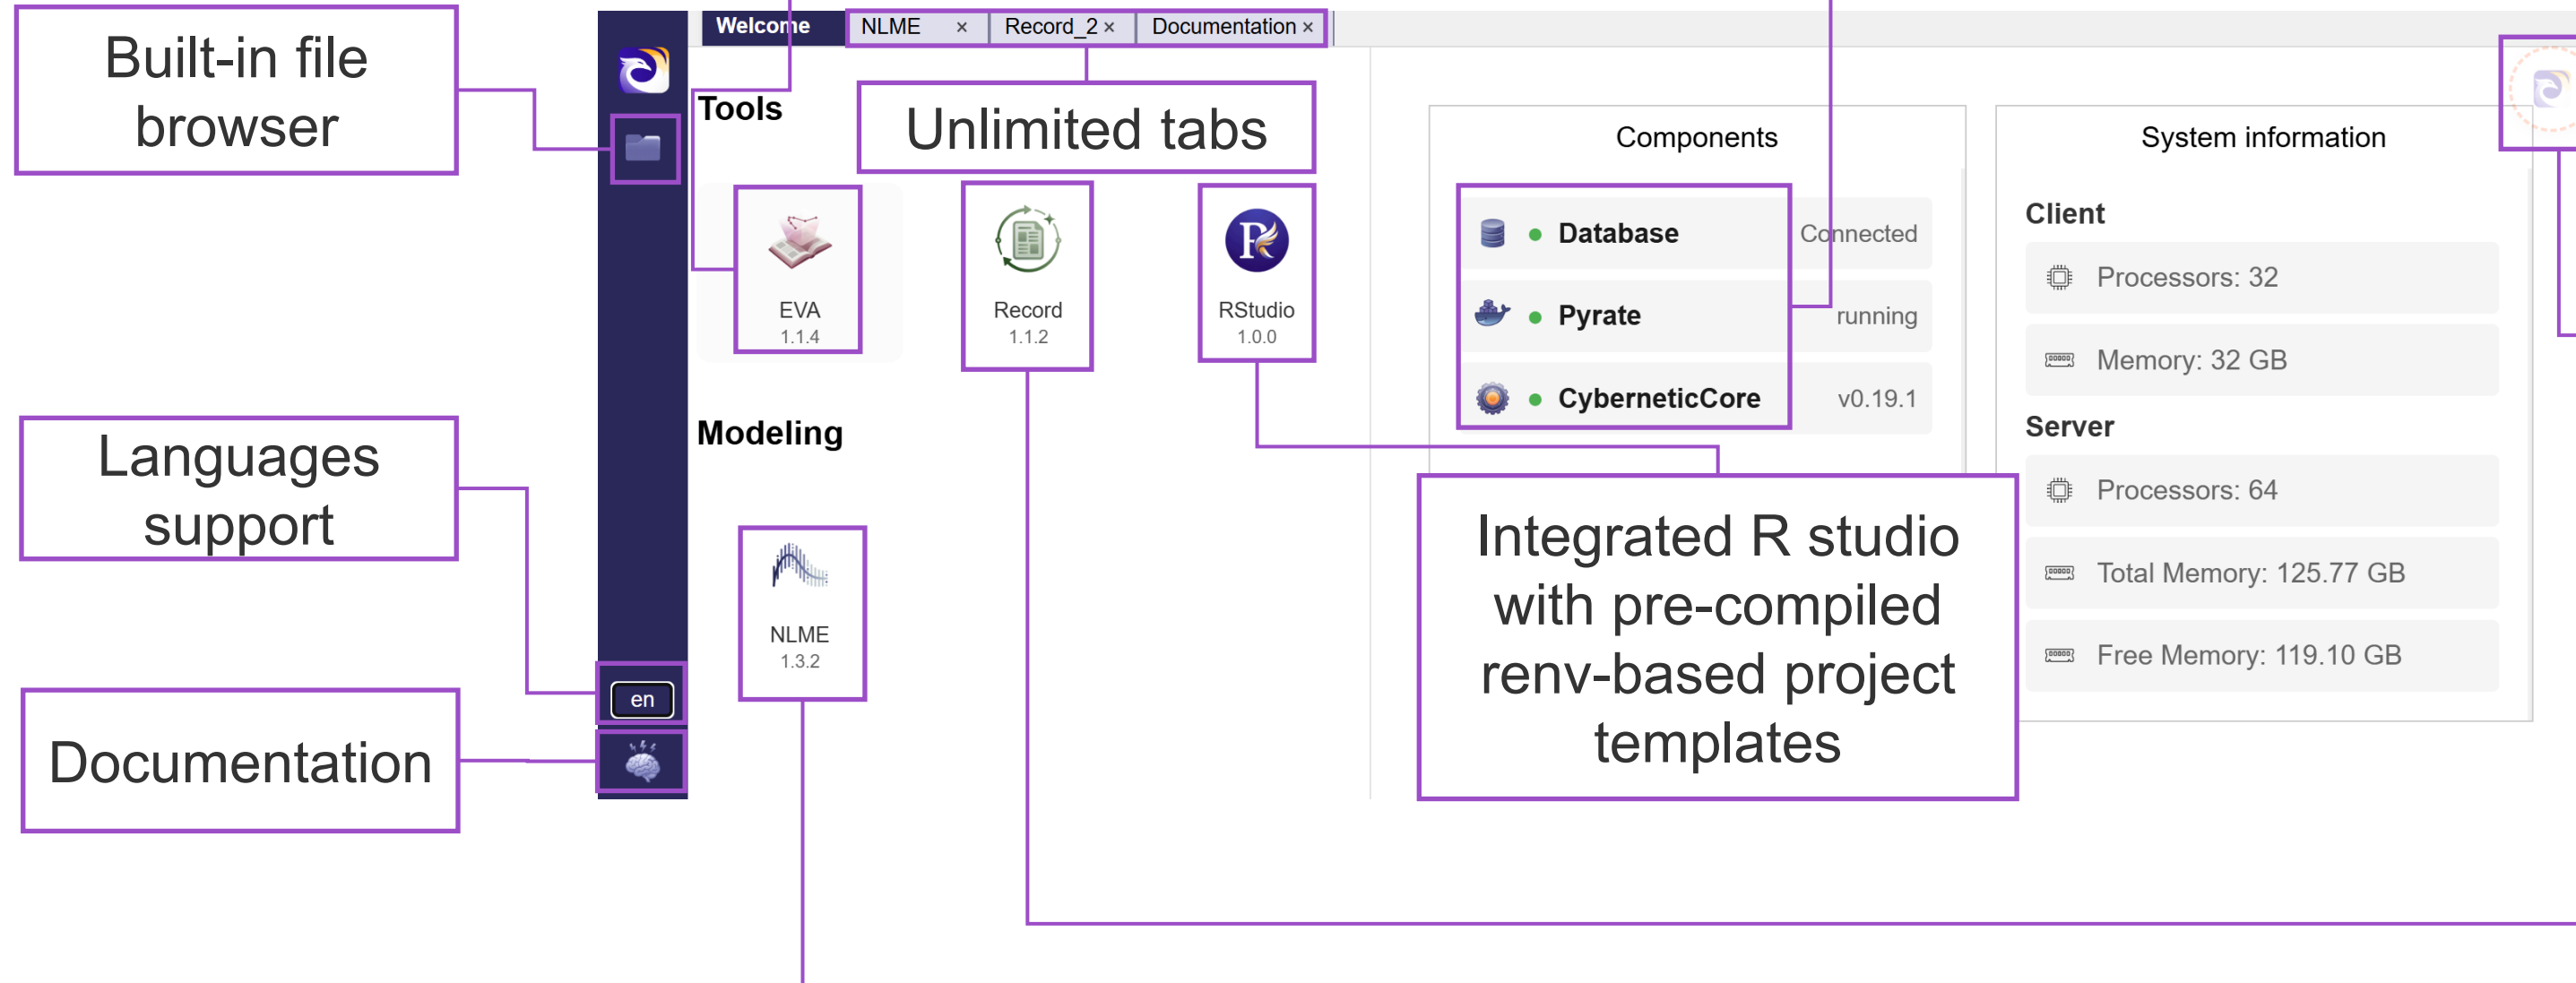 Built-in file
browser
Languages
support
Documentation
Welcome
NLME ×
Record_2 ×
Documentation ×
Unlimited tabs
Tools
EVA
1.1.4
Record
1.1.2
RStudio
1.0.0
Modeling
NLME
1.3.2
en
Components
Database Connected
Pyrate running
CyberneticCore v0.19.1
Integrated R studio
with pre-compiled
renv-based project
templates
System information
Client
Processors: 32
Memory: 32 GB
Server
Processors: 64
Total Memory: 125.77 GB
Free Memory: 119.10 GB